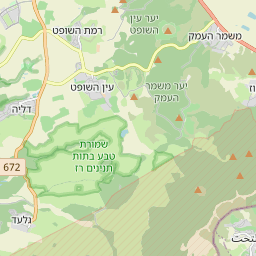 יער עין
השופט
רמת השופט
משמר העמק
עין השופט
יער משמר
העמק
דליה
שמורת
טבע בתות
חנינים רז
672
גלעד